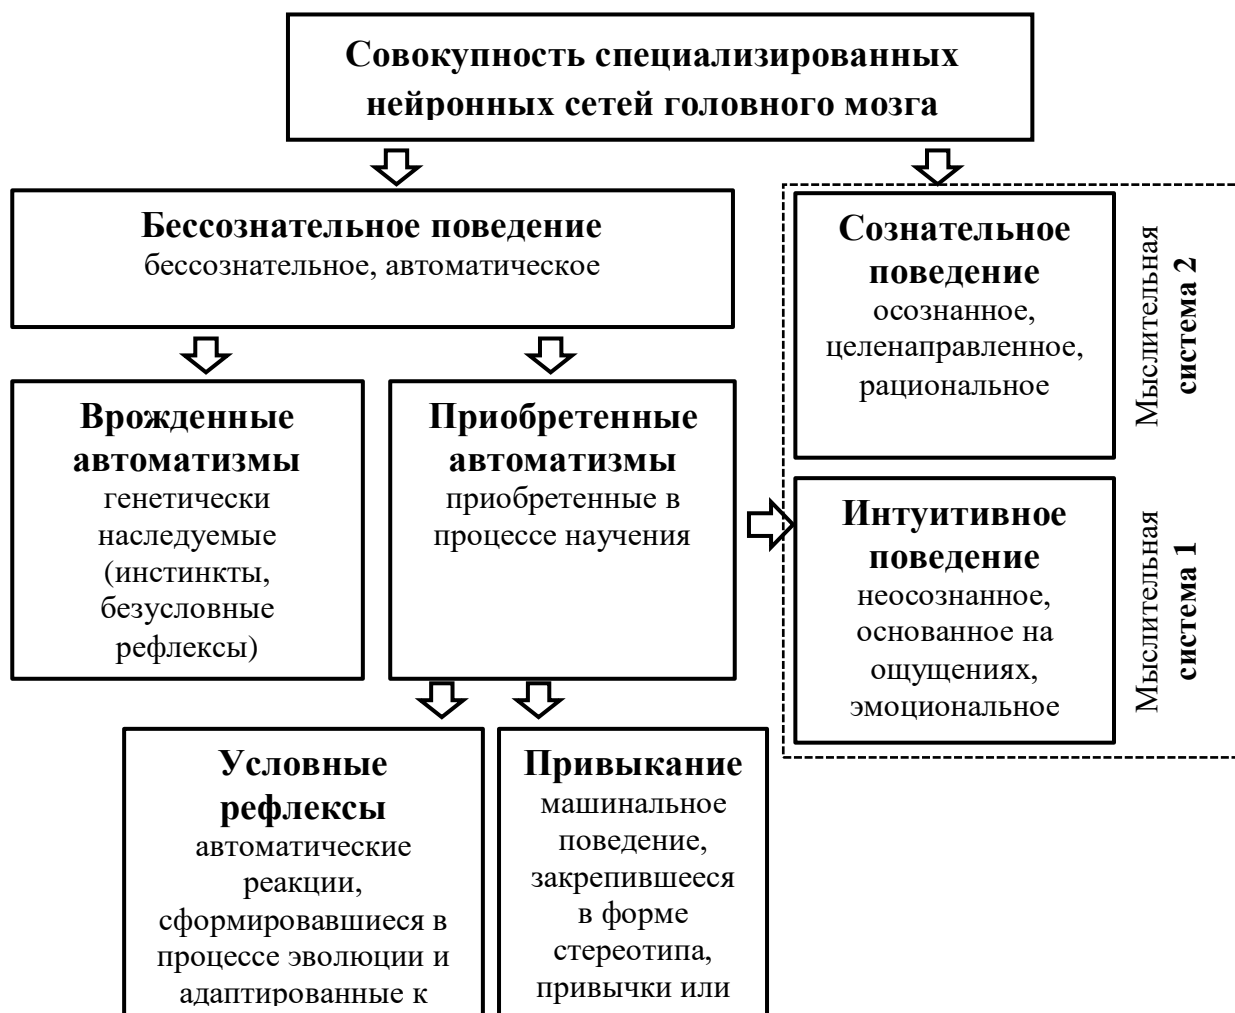 Совокупность специализированных
нейронных сетей головного мозга
Бессознательное поведение
бессознательное, автоматическое
Сознательное
поведение
осознанное,
целенаправленное,
рациональное
Мыслительная
система 2
Врожденные
автоматизмы
генетически
наследуемые
(инстинкты,
безусловные
рефлексы)
Приобретенные
автоматизмы
приобретенные в
процессе научения
Интуитивное
поведение
неосознанное,
основанное на
ощущениях,
эмоциональное
Мыслительная
система 1
Условные
рефлексы
автоматические
реакции,
сформировавшиеся в
процессе эволюции и
адаптированные к
Привыкание
машинальное
поведение,
закрепившееся
в форме
стереотипа,
привычки или